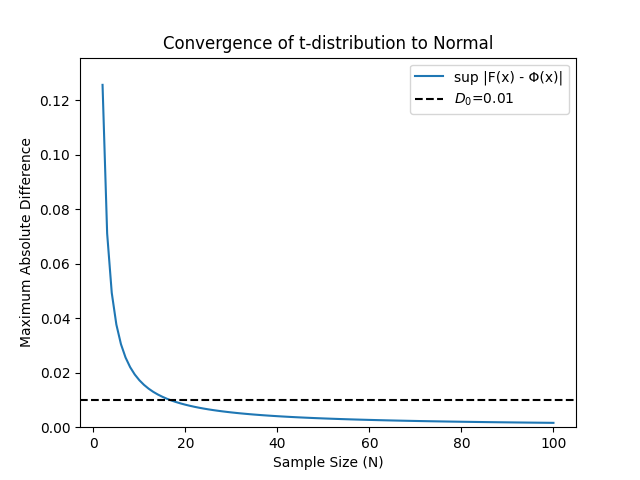 Convergence of t-distribution to Normal
sup |F(x) - Φ(x)|
D₀=0.01
Maximum Absolute Difference
0.12
0.10
0.08
0.06
0.04
0.02
0.00
0 20 40 60 80 100
Sample Size (N)